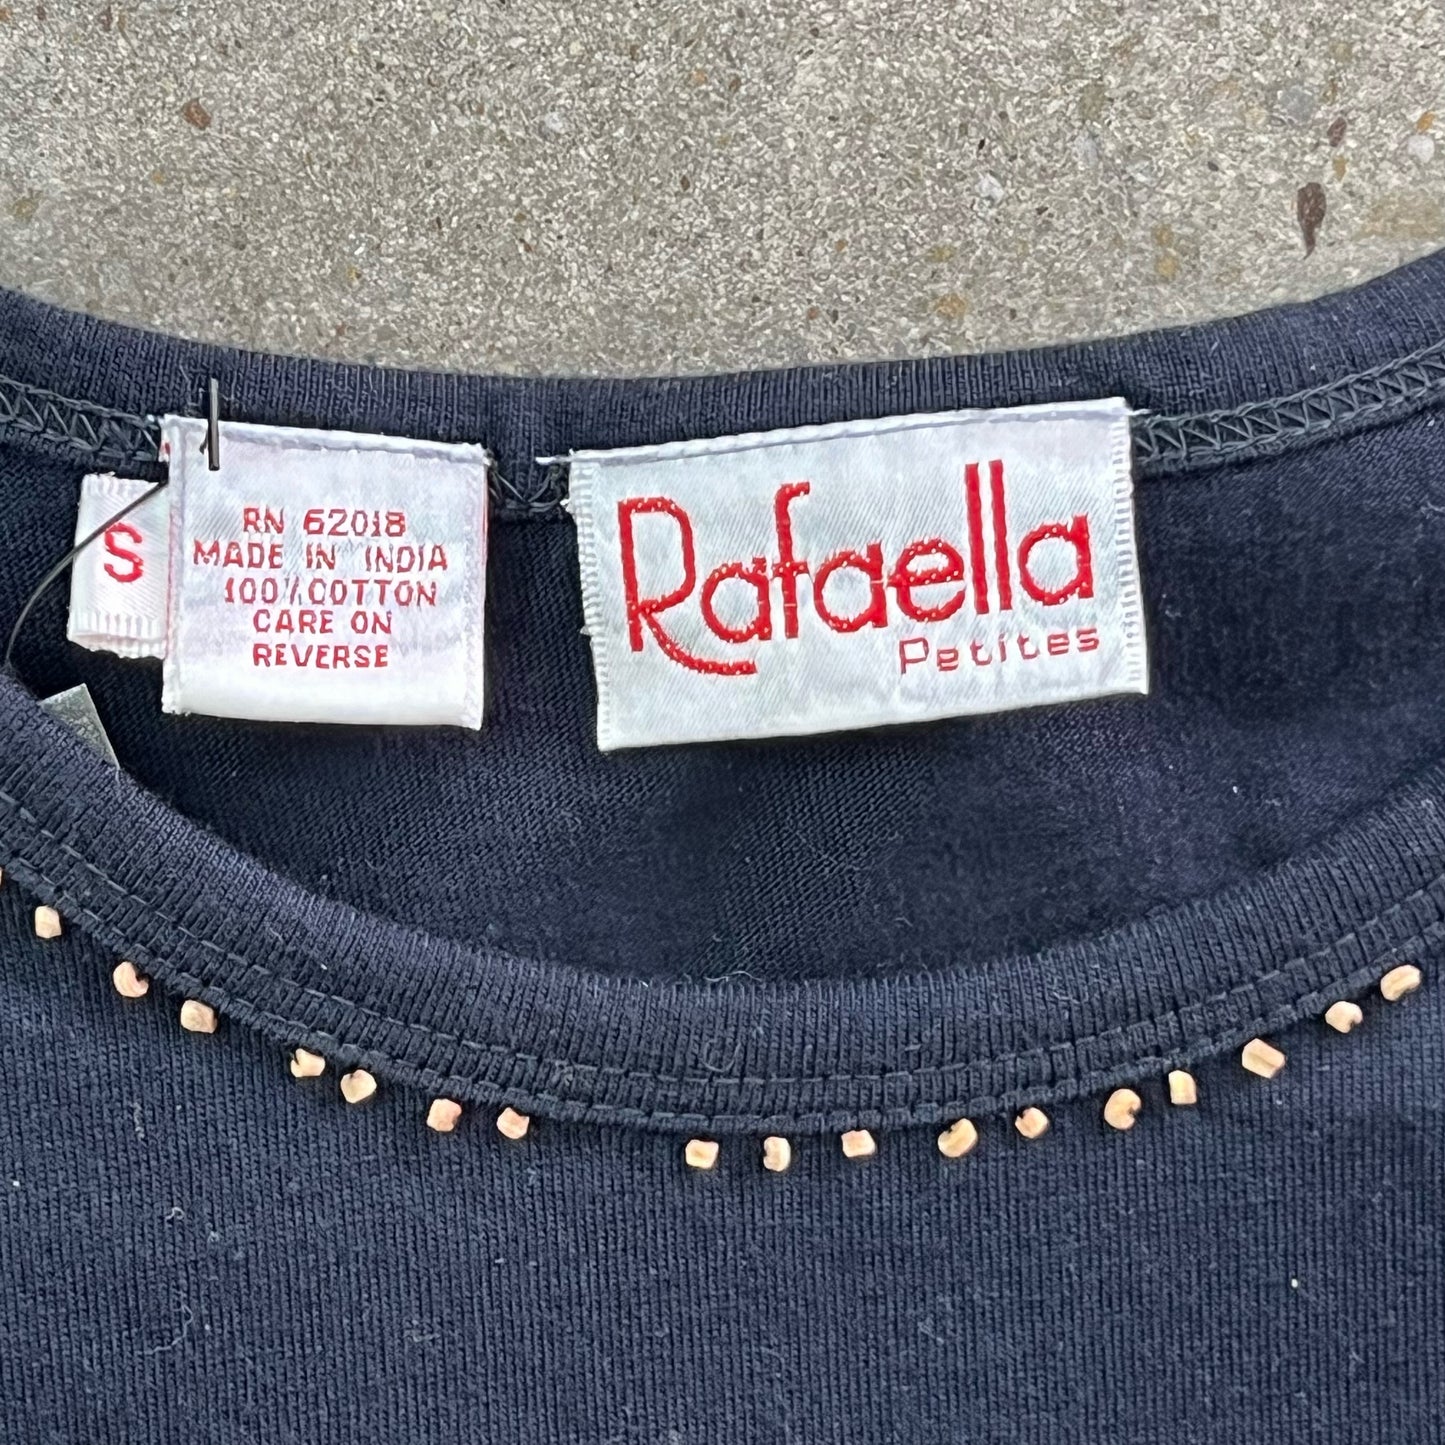 S
RN 62018
MADE IN INDIA
100% COTTON
CARE ON
REVERSE
Rafaella
Petites